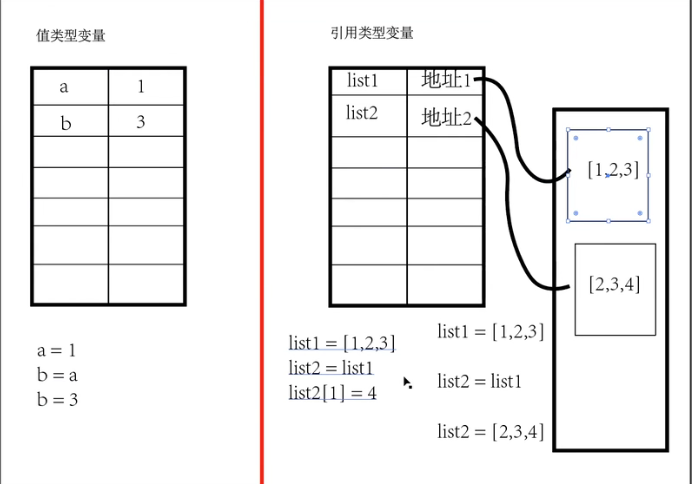 值类型变量
a 1
b 3
a = 1
b = a
b = 3
引用类型变量
list1 地址1
list2 地址2
[1,2,3]
[2,3,4]
list1 = [1,2,3]
list2 = list1
list2[1] = 4
list1 = [1,2,3]
list2 = list1
list2 = [2,3,4]